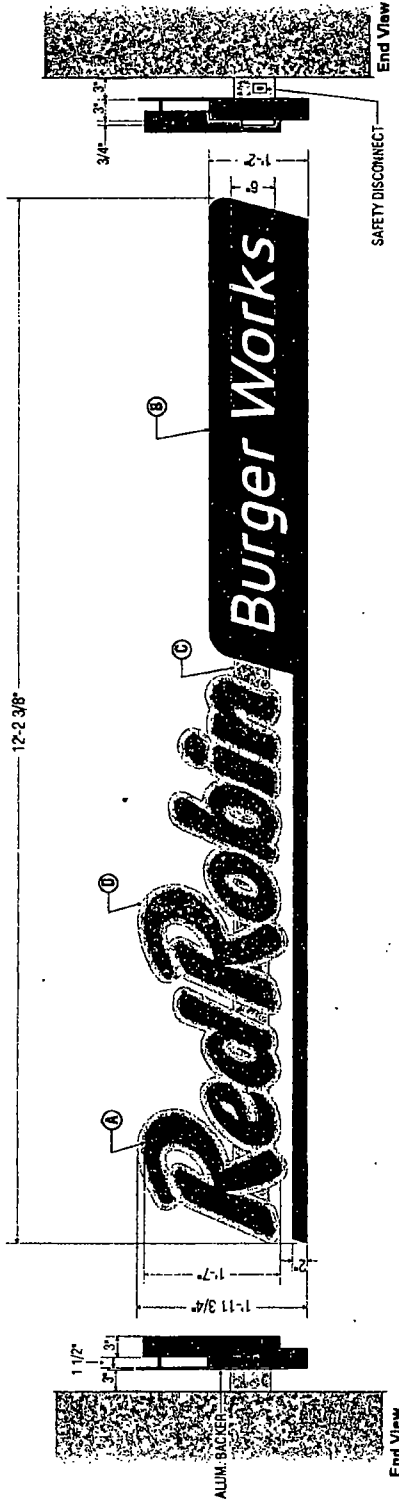 12'-2 3/8"
A
D
C
B
RedRobin®
Burger Works
1'-11 3/4"
1'-7"
2"
6"
1'-2"
1 1/2"
3"
3"
ALUM. BACKER
End View
3/4"
3"
3"
SAFETY DISCONNECT
End View